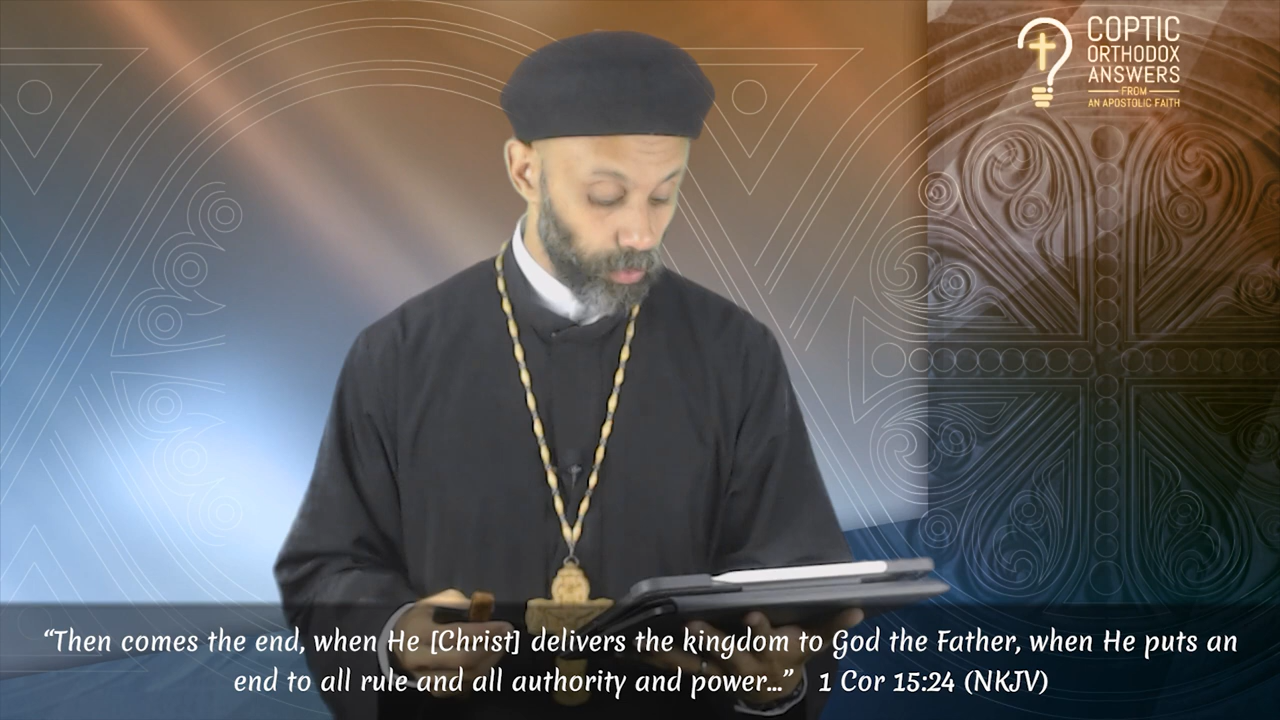 COPTIC
ORTHODOX
ANSWERS
FROM
AN APOSTOLIC FAITH
“Then comes the end, when He [Christ] delivers the kingdom to God the Father, when He puts an
end to all rule and all authority and power...” 1 Cor 15:24 (NKJV)